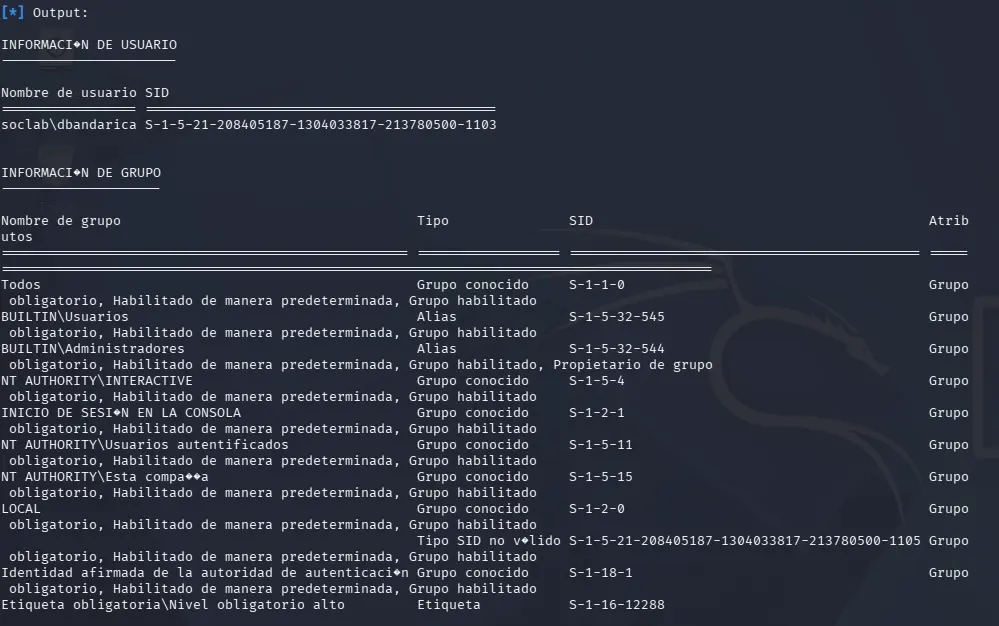 [*] Output:
INFORMACI�N DE USUARIO
Nombre de usuario SID
soclab\dbandarica S-1-5-21-208405187-1304033817-213780500-1103
INFORMACI�N DE GRUPO
Nombre de grupo Tipo SID Atrib
utos
Todos Grupo conocido S-1-1-0 Grupo
obligatorio, Habilitado de manera predeterminada, Grupo habilitado
BUILTIN\Usuarios Alias S-1-5-32-545 Grupo
obligatorio, Habilitado de manera predeterminada, Grupo habilitado
BUILTIN\Administradores Alias S-1-5-32-544 Grupo
obligatorio, Habilitado de manera predeterminada, Grupo habilitado, Propietario de grupo
NT AUTHORITY\INTERACTIVE Grupo conocido S-1-5-4 Grupo
obligatorio, Habilitado de manera predeterminada, Grupo habilitado
INICIO DE SESI�N EN LA CONSOLA Grupo conocido S-1-2-1 Grupo
obligatorio, Habilitado de manera predeterminada, Grupo habilitado
NT AUTHORITY\Usuarios autentificados Grupo conocido S-1-5-11 Grupo
obligatorio, Habilitado de manera predeterminada, Grupo habilitado
NT AUTHORITY\Esta compa��a Grupo conocido S-1-5-15 Grupo
obligatorio, Habilitado de manera predeterminada, Grupo habilitado
LOCAL Grupo conocido S-1-2-0 Grupo
obligatorio, Habilitado de manera predeterminada, Grupo habilitado
Tipo SID no v�lido S-1-5-21-208405187-1304033817-213780500-1105 Grupo
obligatorio, Habilitado de manera predeterminada, Grupo habilitado
Identidad afirmada de la autoridad de autenticaci�n Grupo conocido S-1-18-1 Grupo
obligatorio, Habilitado de manera predeterminada, Grupo habilitado
Etiqueta obligatoria\Nivel obligatorio alto Etiqueta S-1-16-12288